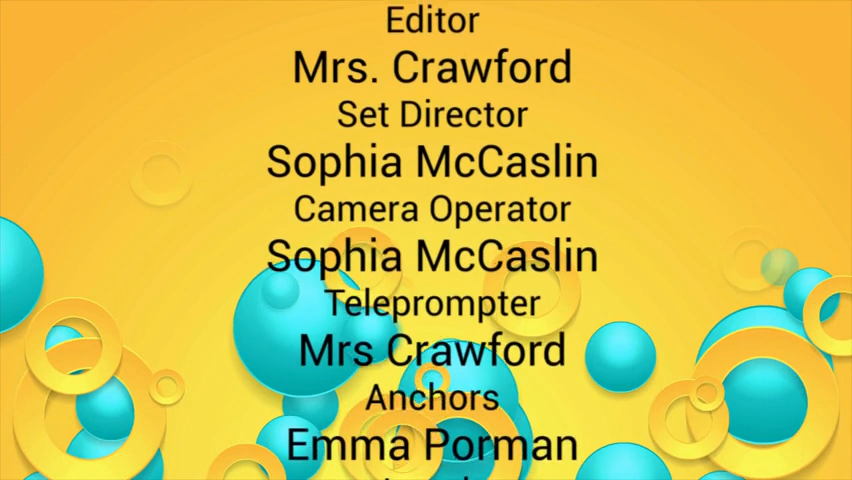 Editor
Mrs. Crawford
Set Director
Sophia McCaslin
Camera Operator
Sophia McCaslin
Teleprompter
Mrs Crawford
Anchors
Emma Porman